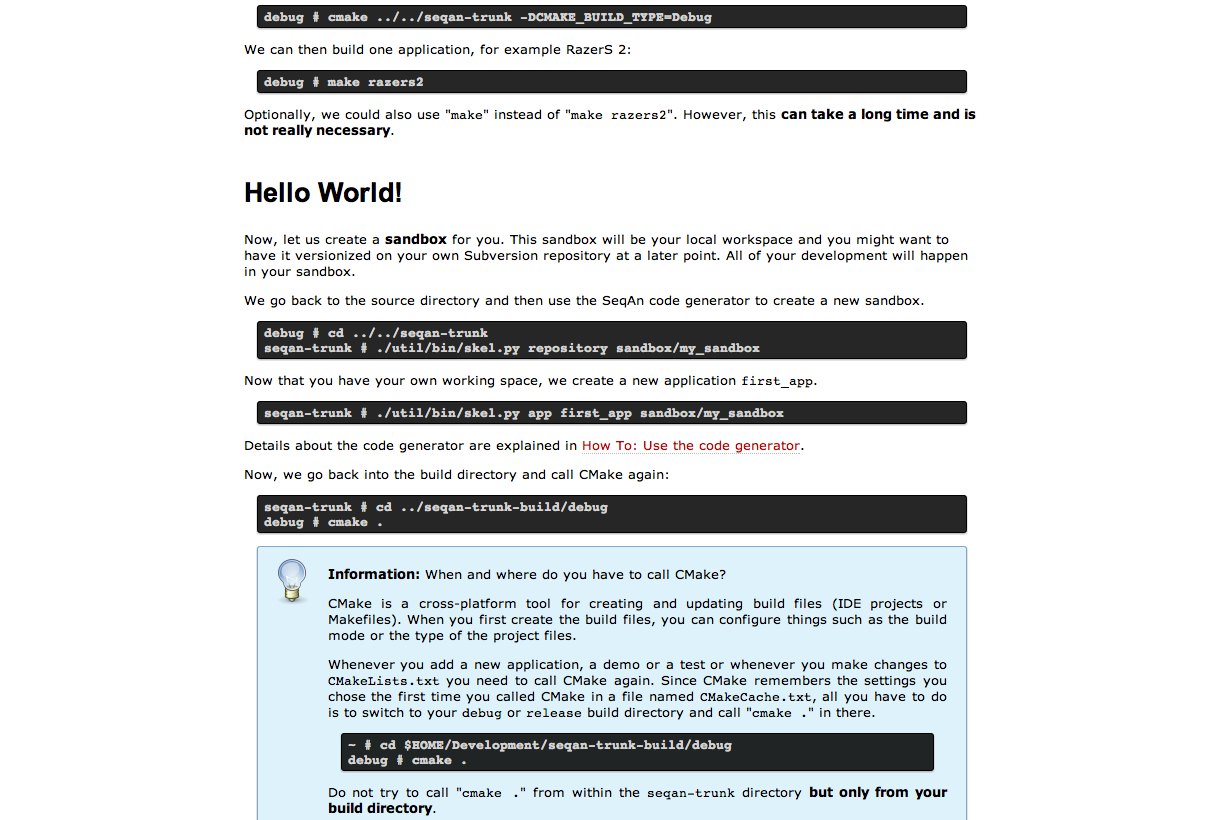 debug # cmake ../../seqan-trunk -DCMAKE_BUILD_TYPE=Debug
We can then build one application, for example RazerS 2:
debug # make razers2
Optionally, we could also use "make" instead of "make razers2". However, this can take a long time and is
not really necessary.
Hello World!
Now, let us create a sandbox for you. This sandbox will be your local workspace and you might want to
have it versionized on your own Subversion repository at a later point. All of your development will happen
in your sandbox.
We go back to the source directory and then use the SeqAn code generator to create a new sandbox.
debug # cd ../../seqan-trunk
seqan-trunk # ./util/bin/skel.py repository sandbox/my_sandbox
Now that you have your own working space, we create a new application first_app.
seqan-trunk # ./util/bin/skel.py app first_app sandbox/my_sandbox
Details about the code generator are explained in How To: Use the code generator.
Now, we go back into the build directory and call CMake again:
seqan-trunk # cd ../seqan-trunk-build/debug
debug # cmake .
Information: When and where do you have to call CMake?
CMake is a cross-platform tool for creating and updating build files (IDE projects or
Makefiles). When you first create the build files, you can configure things such as the build
mode or the type of the project files.
Whenever you add a new application, a demo or a test or whenever you make changes to
CMakeLists.txt you need to call CMake again. Since CMake remembers the settings you
chose the first time you called CMake in a file named CMakeCache.txt, all you have to do
is to switch to your debug or release build directory and call "cmake ." in there.
~ # cd $HOME/Development/seqan-trunk-build/debug
debug # cmake .
Do not try to call "cmake ." from within the seqan-trunk directory but only from your
build directory.